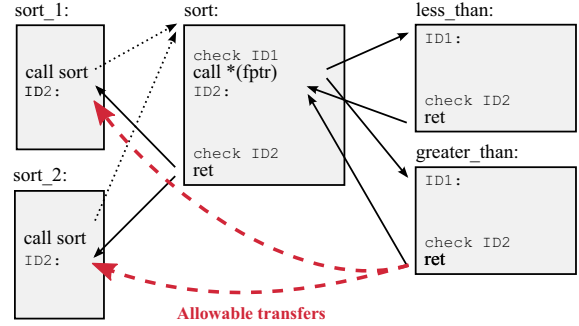 sort_1:
call sort
ID2:
sort_2:
call sort
ID2:
sort:
check ID1
call *(fptr)
ID2:
check ID2
ret
less_than:
ID1:
check ID2
ret
greater_than:
ID1:
check ID2
ret
Allowable transfers